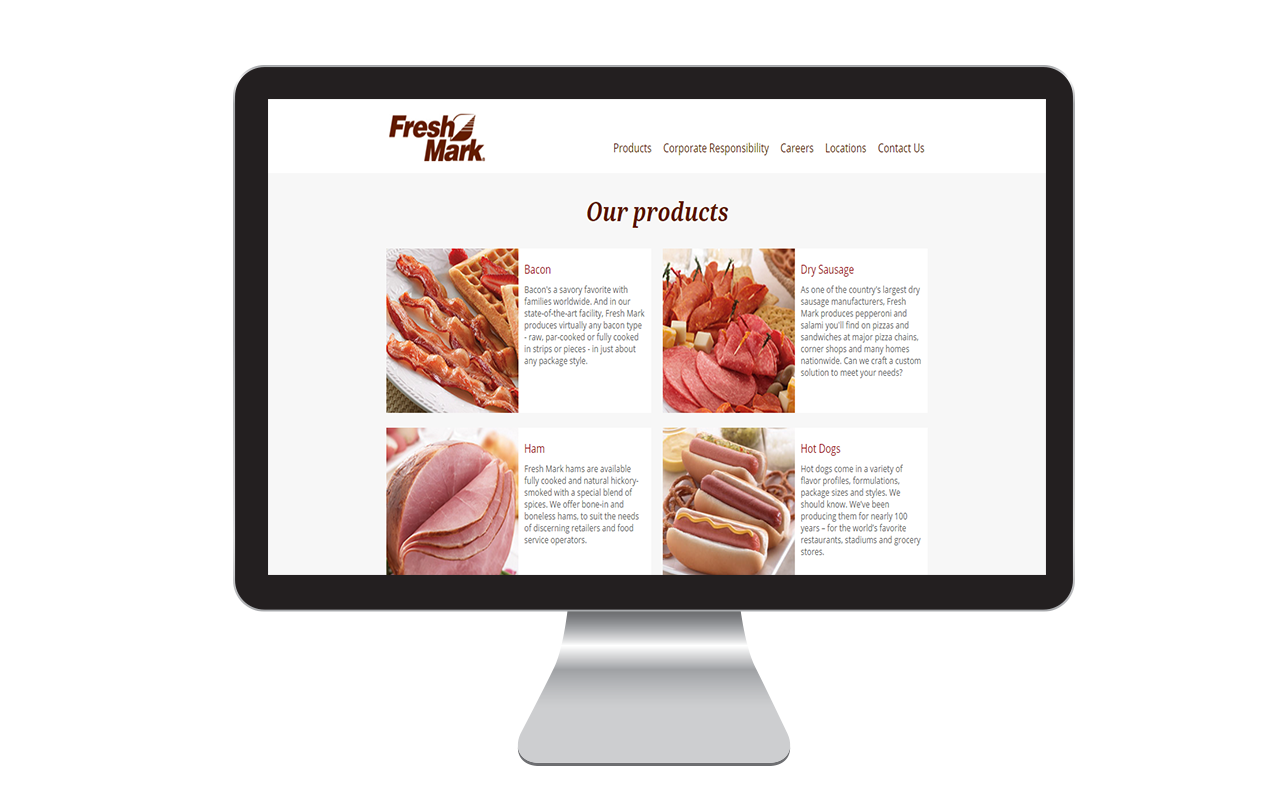 Fresh
Mark
Products Corporate Responsibility Careers Locations Contact Us
Our products
Bacon
Bacon's a savory favorite with
families worldwide. And in our
state-of-the-art facility, Fresh Mark
produces virtually any bacon type
- raw, par-cooked or fully cooked
in strips or pieces - in just about
any package style.
Dry Sausage
As one of the country's largest dry
sausage manufacturers, Fresh
Mark produces pepperoni and
salami you'll find on pizzas and
sandwiches at major pizza chains,
corner shops and many homes
nationwide. Can we craft a custom
solution to meet your needs?
Ham
Fresh Mark hams are available
fully cooked and natural hickory-
smoked with a special blend of
spices. We offer bone-in and
boneless hams, to suit the needs
of discerning retailers and food
service operators.
Hot Dogs
Hot dogs come in a variety of
flavor profiles, formulations,
package sizes and styles. We
should know. We've been
producing them for nearly 100
years – for the world's favorite
restaurants, stadiums and grocery
stores.